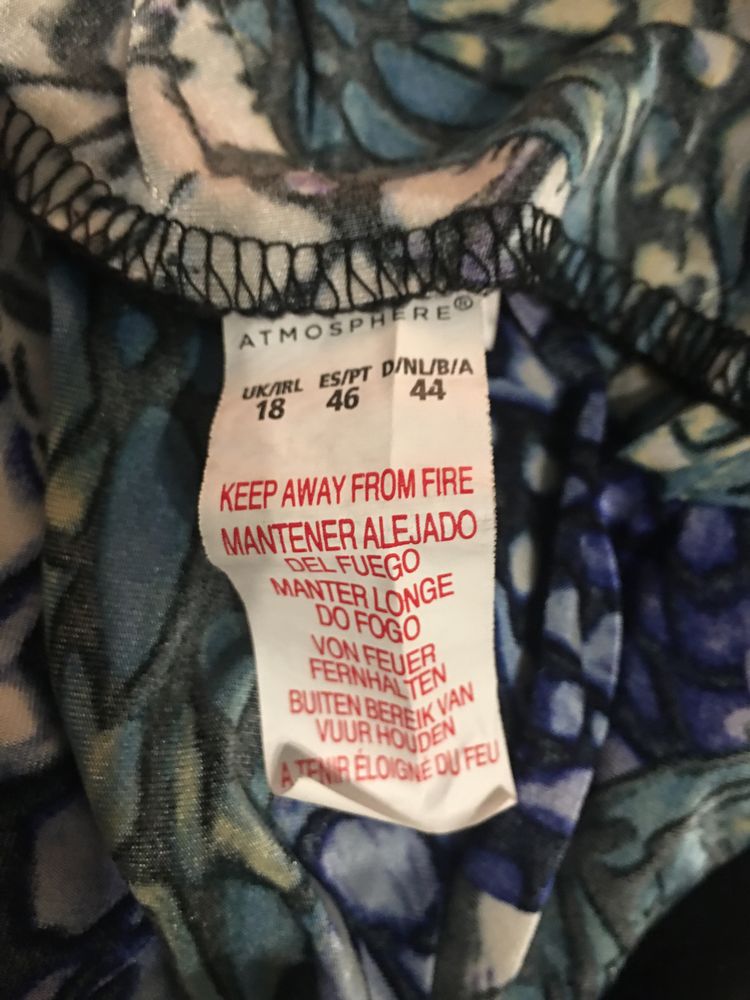 ATMOSPHERE®
UK/IRL ES/PT D/NL/B/A
18 46 44
KEEP AWAY FROM FIRE
MANTENER ALEJADO
DEL FUEGO
MANTER LONGE
DO FOGO
VON FEUER
FERNHALTEN
BUITEN BEREIK VAN
VUUR HOUDEN
A TENIR ÉLOIGNÉ DU FEU